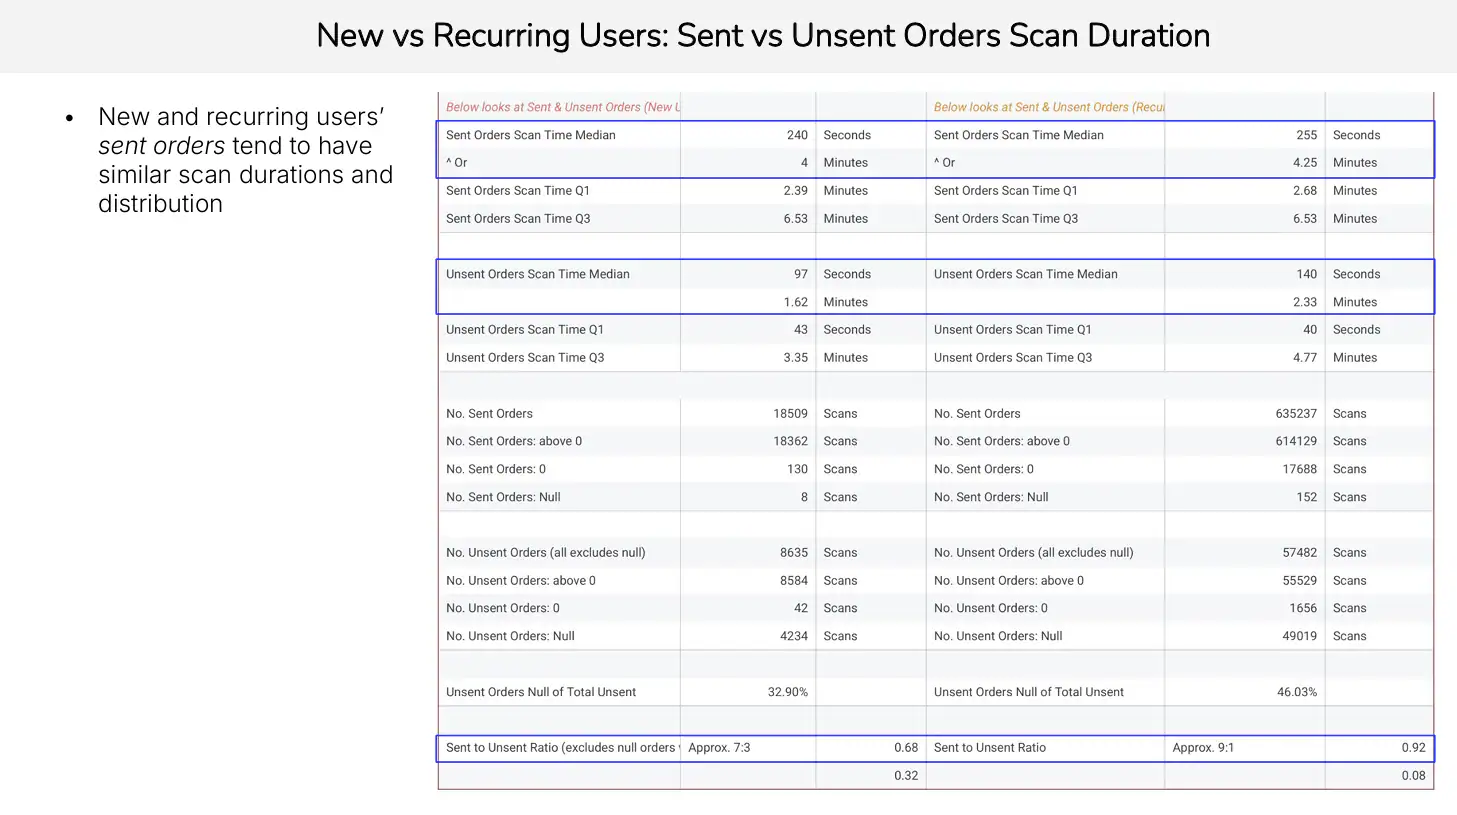 New vs Recurring Users: Sent vs Unsent Orders Scan Duration
• New and recurring users’
sent orders tend to have
similar scan durations and
distribution
Below looks at Sent & Unsent Orders (New U Below looks at Sent & Unsent Orders (Recur
Sent Orders Scan Time Median 240 Seconds Sent Orders Scan Time Median 255 Seconds
^ Or 4 Minutes ^ Or 4.25 Minutes
Sent Orders Scan Time Q1 2.39 Minutes Sent Orders Scan Time Q1 2.68 Minutes
Sent Orders Scan Time Q3 6.53 Minutes Sent Orders Scan Time Q3 6.53 Minutes
Unsent Orders Scan Time Median 97 Seconds Unsent Orders Scan Time Median 140 Seconds
1.62 Minutes 2.33 Minutes
Unsent Orders Scan Time Q1 43 Seconds Unsent Orders Scan Time Q1 40 Seconds
Unsent Orders Scan Time Q3 3.35 Minutes Unsent Orders Scan Time Q3 4.77 Minutes
No. Sent Orders 18509 Scans No. Sent Orders 635237 Scans
No. Sent Orders: above 0 18362 Scans No. Sent Orders: above 0 614129 Scans
No. Sent Orders: 0 130 Scans No. Sent Orders: 0 17688 Scans
No. Sent Orders: Null 8 Scans No. Sent Orders: Null 152 Scans
No. Unsent Orders (all excludes null) 8635 Scans No. Unsent Orders (all excludes null) 57482 Scans
No. Unsent Orders: above 0 8584 Scans No. Unsent Orders: above 0 55529 Scans
No. Unsent Orders: 0 42 Scans No. Unsent Orders: 0 1656 Scans
No. Unsent Orders: Null 4234 Scans No. Unsent Orders: Null 49019 Scans
Unsent Orders Null of Total Unsent 32.90% Unsent Orders Null of Total Unsent 46.03%
Sent to Unsent Ratio (excludes null orders Approx. 7:3 0.68 Sent to Unsent Ratio Approx. 9:1 0.92
0.32 0.08